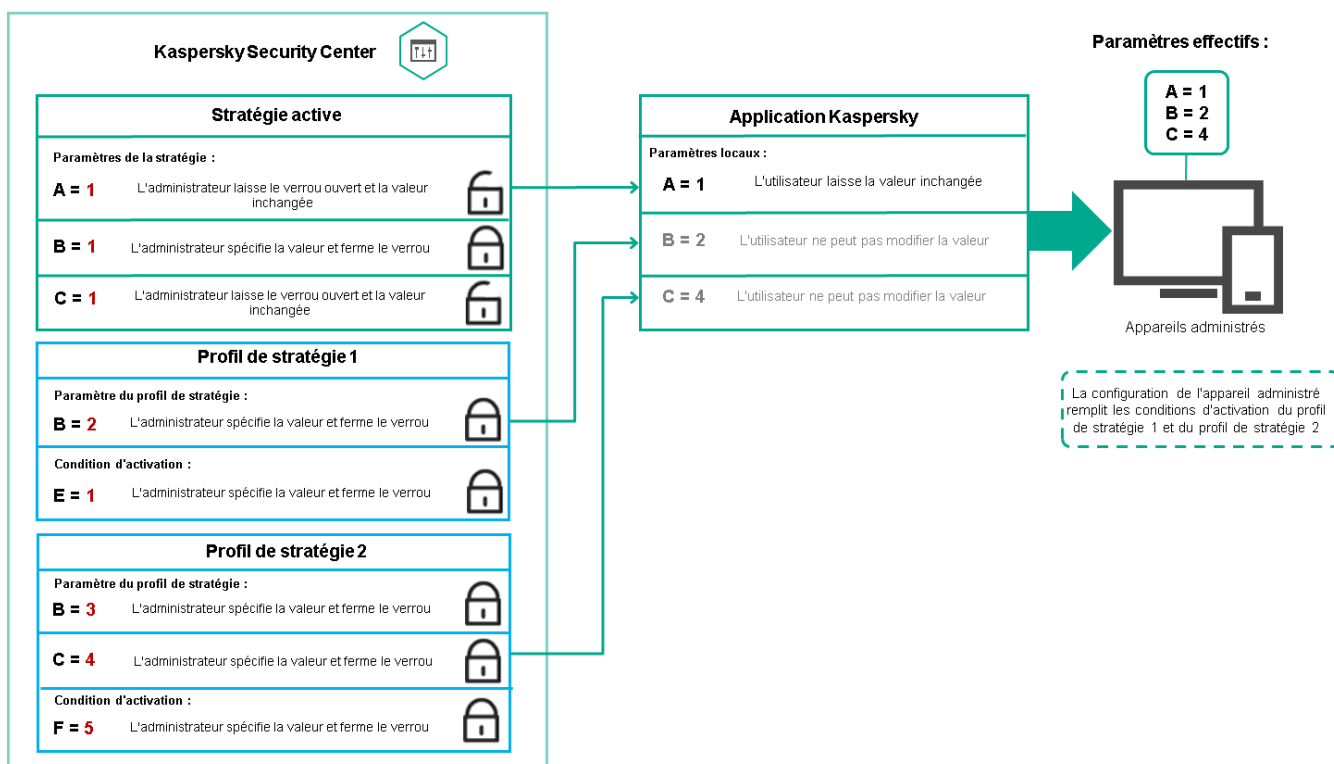 Kaspersky Security Center
Stratégie active
Paramètres de la stratégie :
A = 1
L'administrateur laisse le verrou ouvert et la valeur
inchangée
B = 1
L'administrateur spécifie la valeur et ferme le verrou
C = 1
L'administrateur laisse le verrou ouvert et la valeur
inchangée
Profil de stratégie 1
Paramètre du profil de stratégie :
B = 2
L'administrateur spécifie la valeur et ferme le verrou
Condition d'activation :
E = 1
L'administrateur spécifie la valeur et ferme le verrou
Profil de stratégie 2
Paramètre du profil de stratégie :
B = 3
L'administrateur spécifie la valeur et ferme le verrou
C = 4
L'administrateur spécifie la valeur et ferme le verrou
Condition d'activation :
F = 5
L'administrateur spécifie la valeur et ferme le verrou
Application Kaspersky
Paramètres locaux :
A = 1
L'utilisateur laisse la valeur inchangée
B = 2
L'utilisateur ne peut pas modifier la valeur
C = 4
L'utilisateur ne peut pas modifier la valeur
Paramètres effectifs :
A = 1
B = 2
C = 4
Appareils administrés
La configuration de l'appareil administré
remplit les conditions d'activation du profil
de stratégie 1 et du profil de stratégie 2